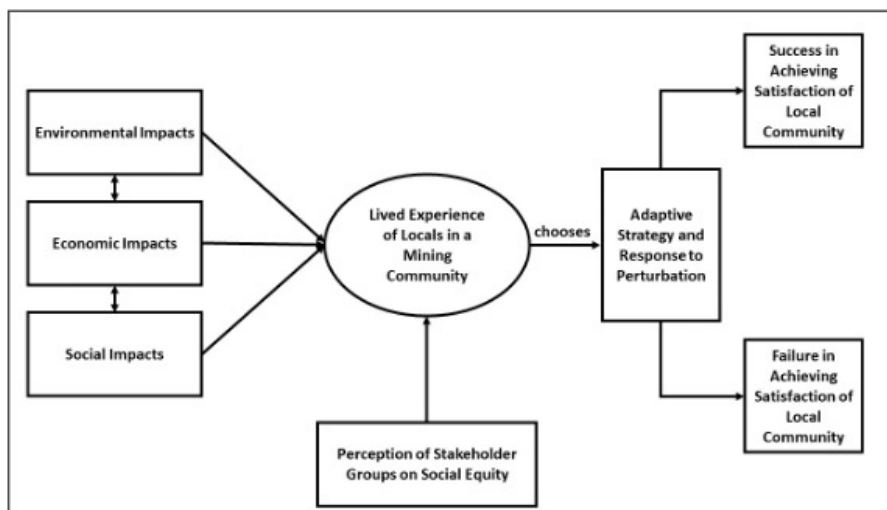 Environmental Impacts
Economic Impacts
Social Impacts
Lived Experience
of Locals in a
Mining
Community
Perception of Stakeholder
Groups on Social Equity
chooses
Adaptive
Strategy and
Response to
Perturbation
Success in
Achieving
Satisfaction of
Local
Community
Failure in
Achieving
Satisfaction of
Local
Community